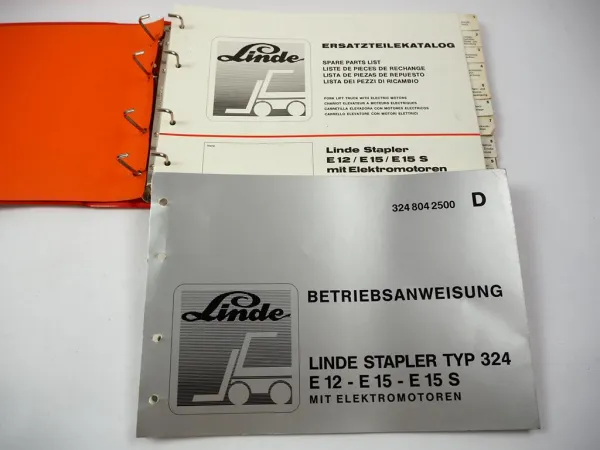 Linde
ERSATZTEILEKATALOG
SPARE PARTS LIST
LISTE DE PIECES DE RECHANGE
LISTA DE PIEZAS DE REPUESTO
LISTA DEI PEZZI DI RICAMBIO
FORK LIFT TRUCK WITH ELECTRIC MOTORS
CHARIOT ELEVATEUR A MOTEURS ELECTRIQUES
CARRETILLA ELEVADORA CON MOTORES ELECTRICOS
CARRELLO ELEVATORE CON MOTORI ELETTRICI
Linde Stapler
E 12 / E 15 / E 15 S
mit Elektromotoren
324 804 2500 D
Linde
BETRIEBSANWEISUNG
LINDE STAPLER TYP 324
E 12 - E 15 - E 15 S
MIT ELEKTROMOTOREN